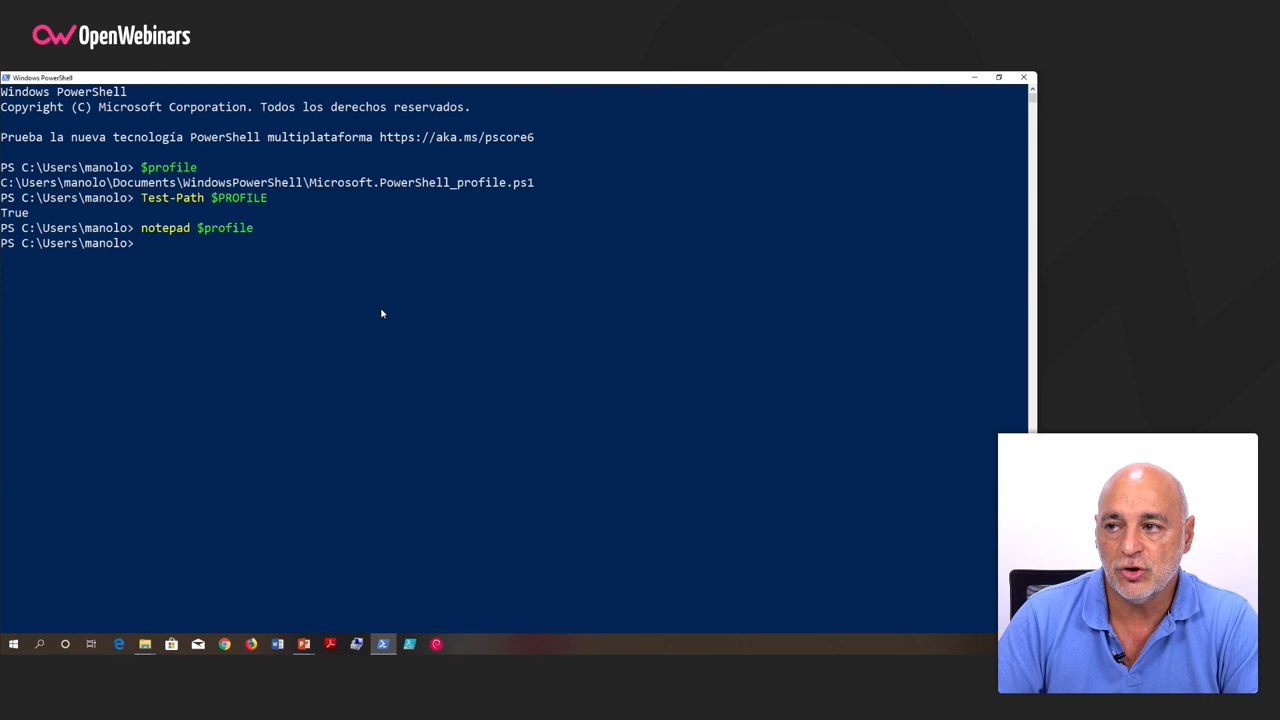 OpenWebinars
Windows PowerShell
Windows PowerShell
Copyright (C) Microsoft Corporation. Todos los derechos reservados.
Prueba la nueva tecnología PowerShell multiplataforma https://aka.ms/pscore6
PS C:\Users\manolo> $profile
C:\Users\manolo\Documents\WindowsPowerShell\Microsoft.PowerShell_profile.ps1
PS C:\Users\manolo> Test-Path $PROFILE
True
PS C:\Users\manolo> notepad $profile
PS C:\Users\manolo>